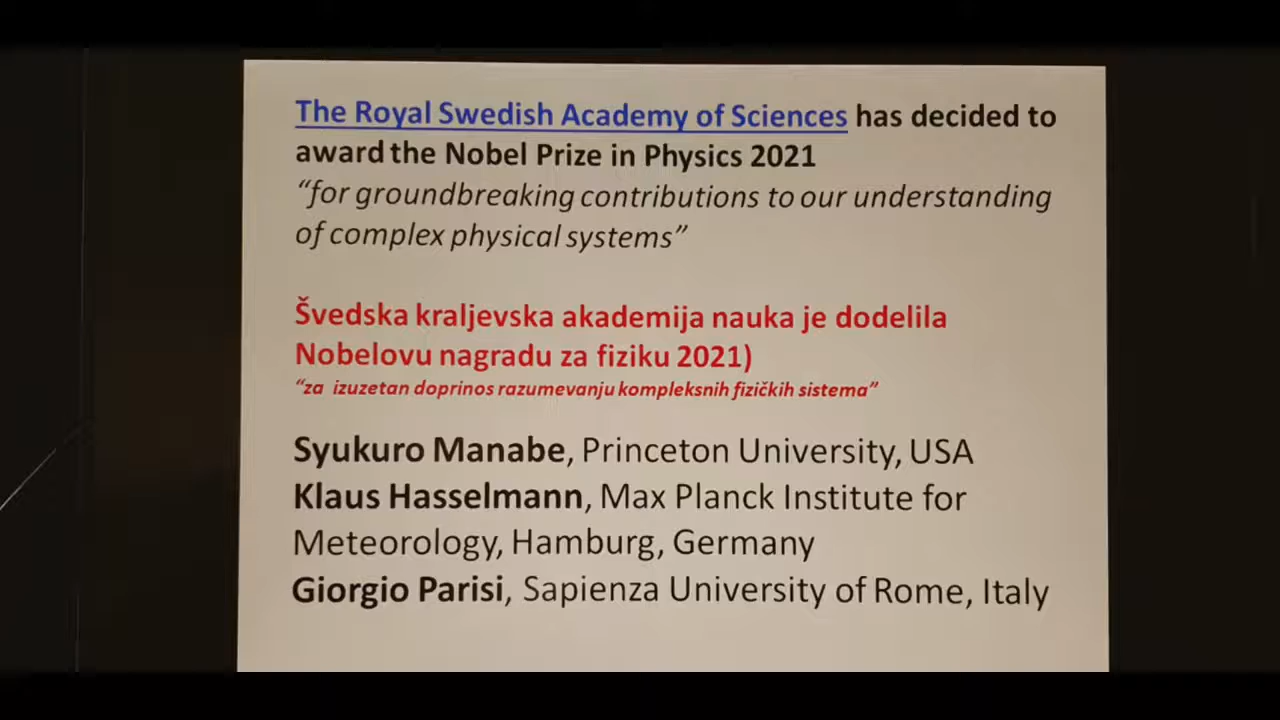 The Royal Swedish Academy of Sciences has decided to
award the Nobel Prize in Physics 2021
“for groundbreaking contributions to our understanding
of complex physical systems”
Švedska kraljevska akademija nauka je dodelila
Nobelovu nagradu za fiziku 2021)
“za izuzetan doprinos razumevanju kompleksnih fizičkih sistema”
Syukuro Manabe, Princeton University, USA
Klaus Hasselmann, Max Planck Institute for
Meteorology, Hamburg, Germany
Giorgio Parisi, Sapienza University of Rome, Italy